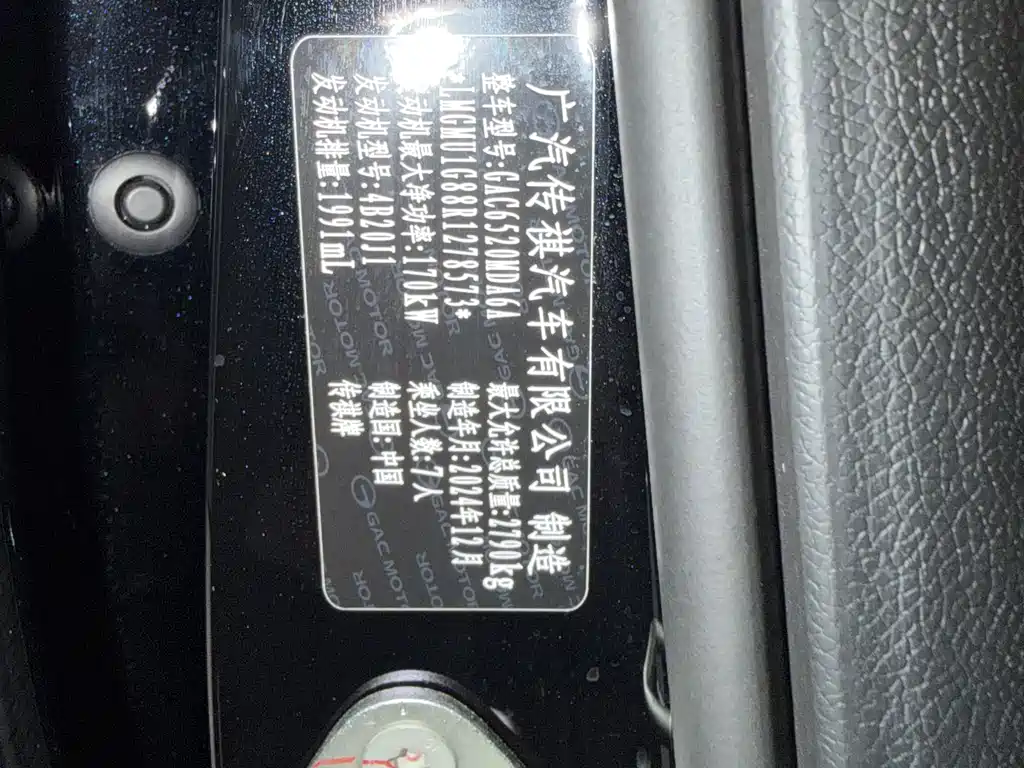 广汽传祺汽车有限公司 制造
整车型号:GAC6520MDA6A 最大允许总质量:2790kg
*LMGMU1G88R1278573* 制造年月:2024年12月
动机最大净功率:170kW 乘坐人数:7人
发动机型号:4B20J1 制造国:中国
发动机排量:1991mL 传祺牌
GAC MOTOR